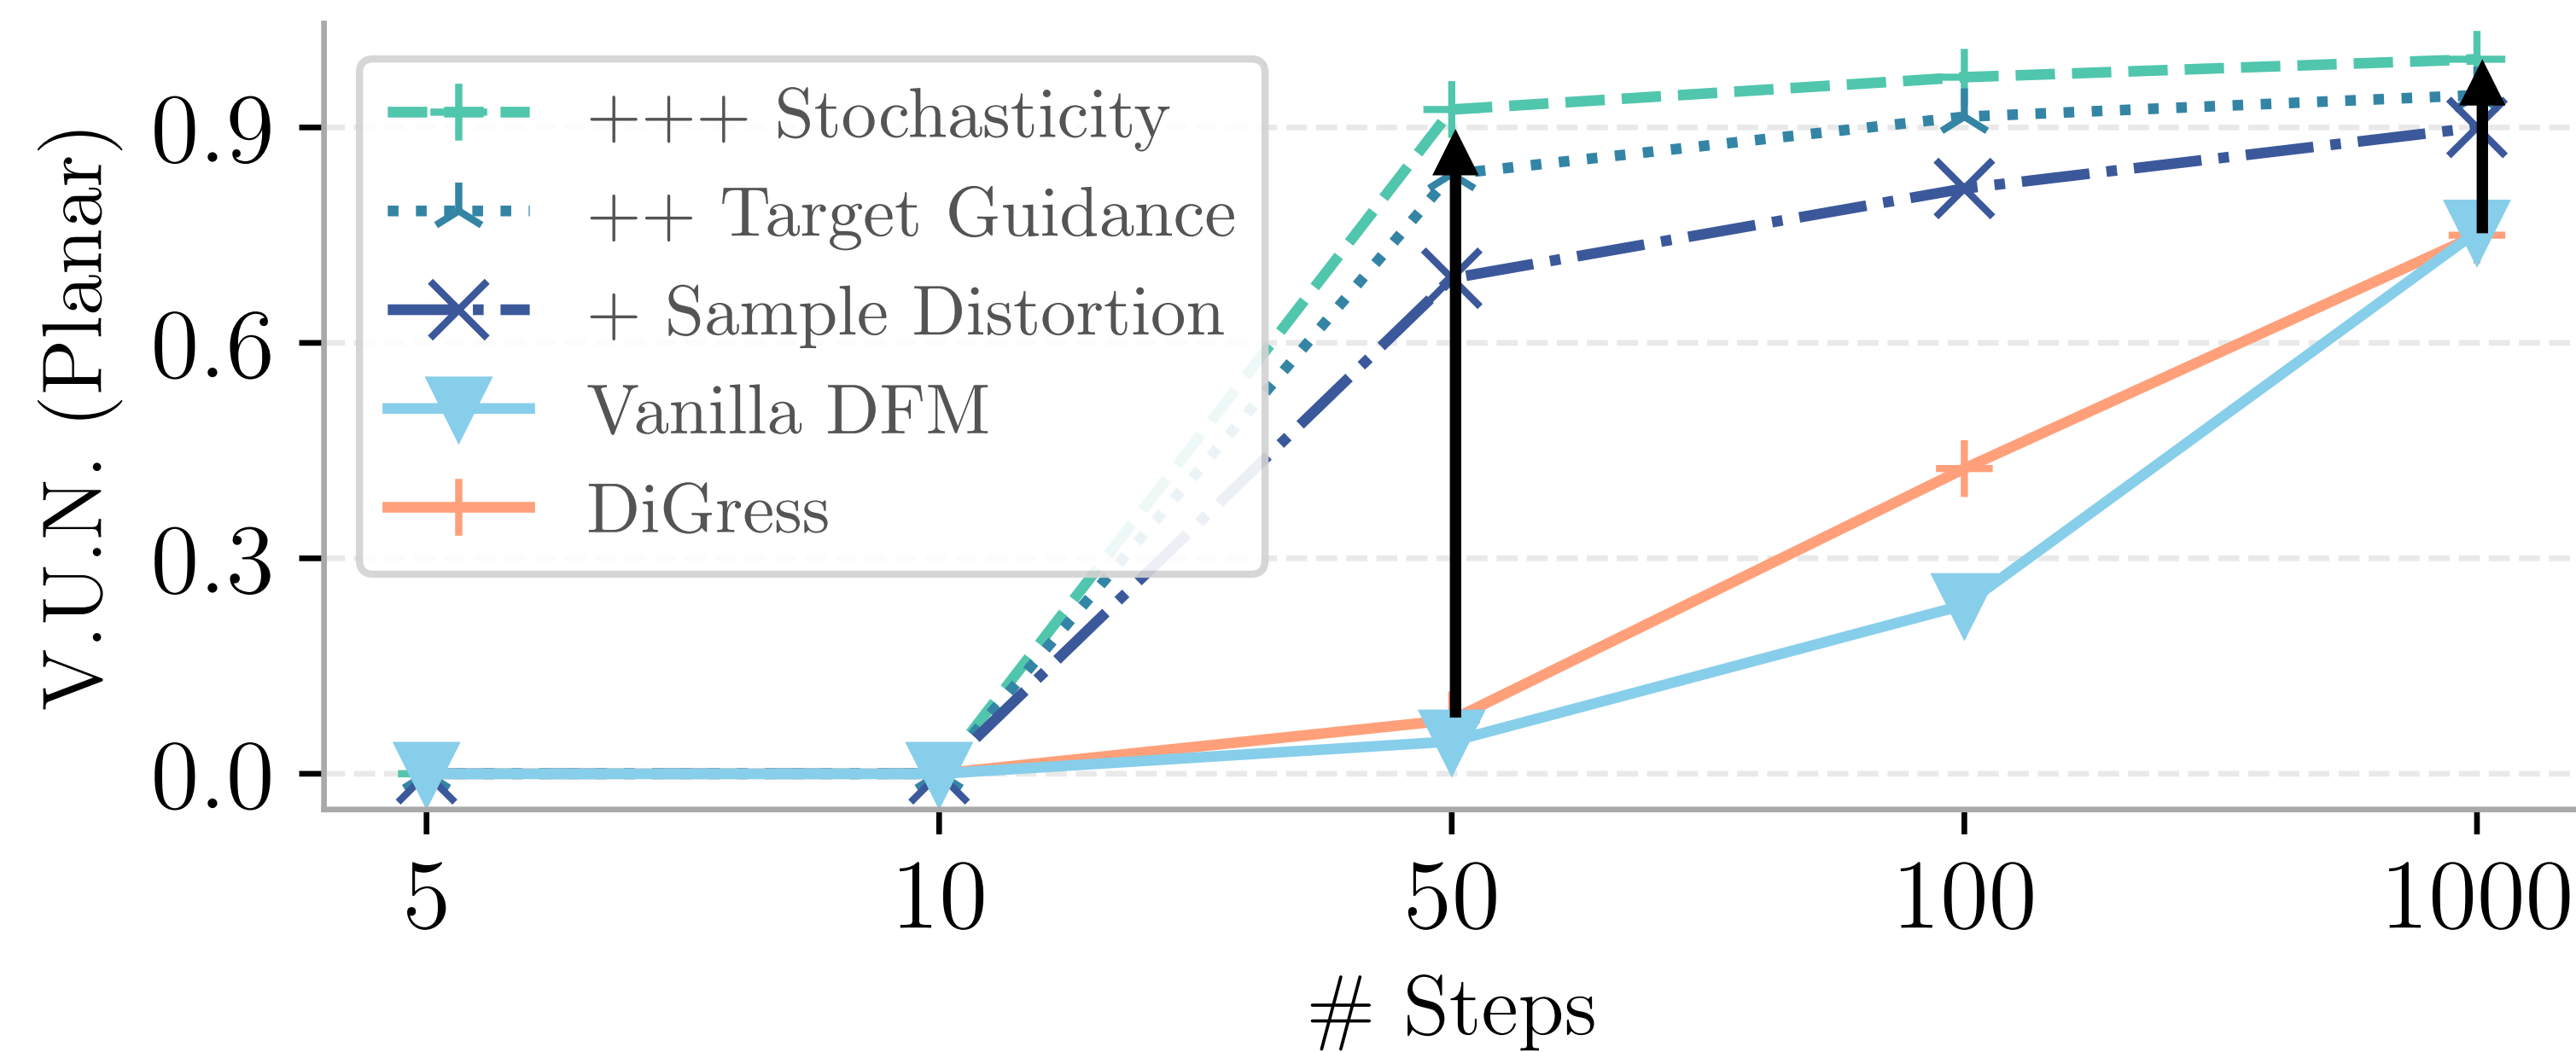 V.U.N. (Planar)
0.9
0.6
0.3
0.0
+++ Stochasticity
++ Target Guidance
+ Sample Distortion
Vanilla DFM
DiGress
5 10 50 100 1000
# Steps